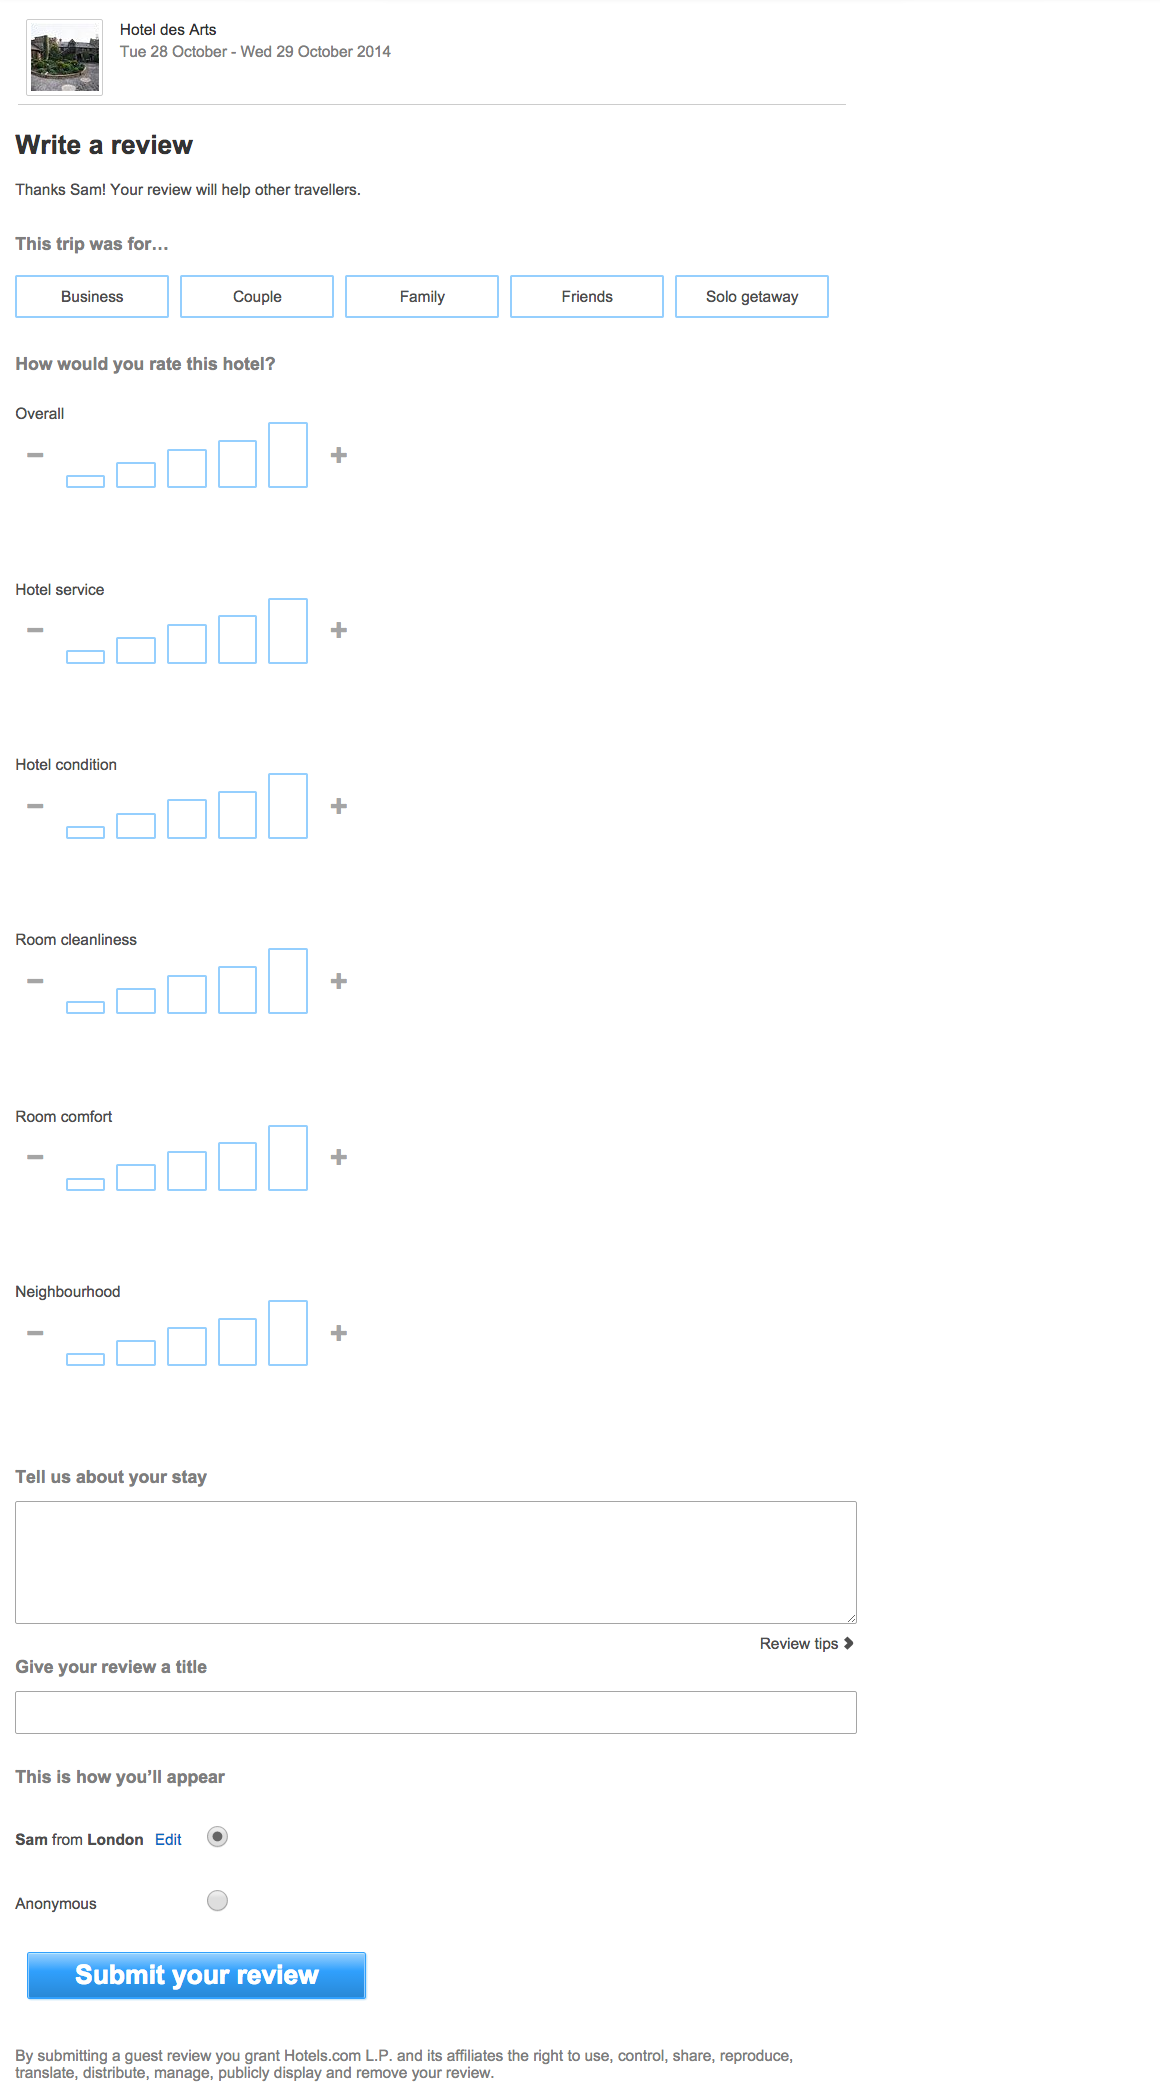 Hotel des Arts
Tue 28 October - Wed 29 October 2014
Write a review
Thanks Sam! Your review will help other travellers.
This trip was for…
Business Couple Family Friends Solo getaway
How would you rate this hotel?
Overall
Hotel service
Hotel condition
Room cleanliness
Room comfort
Neighbourhood
Tell us about your stay
Review tips
Give your review a title
This is how you’ll appear
Sam from London Edit
Anonymous
Submit your review
By submitting a guest review you grant Hotels.com L.P. and its affiliates the right to use, control, share, reproduce,
translate, distribute, manage, publicly display and remove your review.